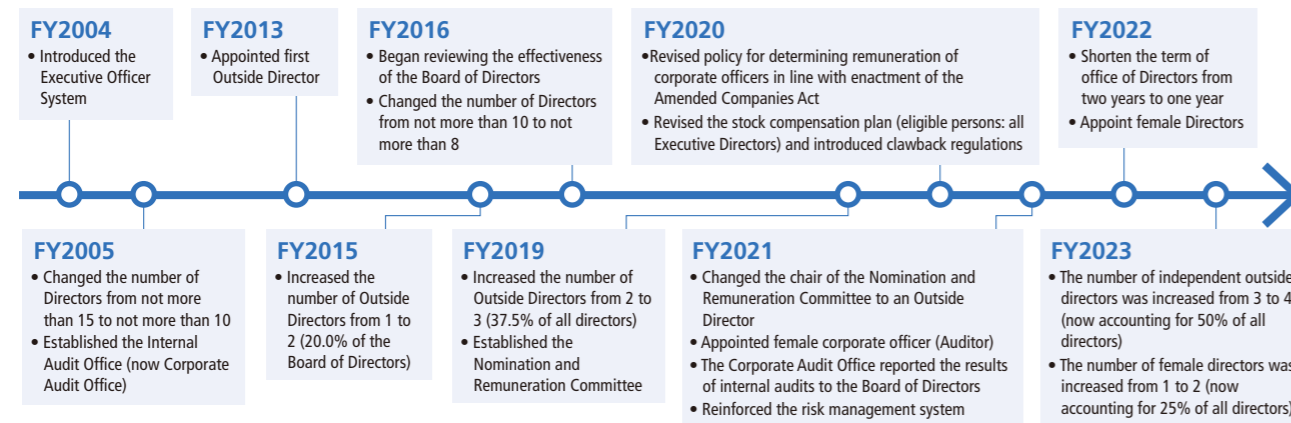 FY2004
• Introduced the
Executive Officer
System
FY2013
• Appointed first
Outside Director
FY2016
• Began reviewing the effectiveness
of the Board of Directors
• Changed the number of Directors
from not more than 10 to not
more than 8
FY2020
•Revised policy for determining remuneration of
corporate officers in line with enactment of the
Amended Companies Act
• Revised the stock compensation plan (eligible persons: all
Executive Directors) and introduced clawback regulations
FY2022
• Shorten the term of
office of Directors from
two years to one year
• Appoint female Directors
FY2005
• Changed the number of
Directors from not more
than 15 to not more than 10
• Established the Internal
Audit Office (now Corporate
Audit Office)
FY2015
• Increased the
number of Outside
Directors from 1 to
2 (20.0% of the
Board of Directors)
FY2019
• Increased the number of
Outside Directors from 2 to
3 (37.5% of all directors)
• Established the
Nomination and
Remuneration Committee
FY2021
• Changed the chair of the Nomination and
Remuneration Committee to an Outside
Director
• Appointed female corporate officer (Auditor)
• The Corporate Audit Office reported the results
of internal audits to the Board of Directors
• Reinforced the risk management system
FY2023
• The number of independent outside
directors was increased from 3 to 4
(now accounting for 50% of all
directors)
• The number of female directors was
increased from 1 to 2 (now
accounting for 25% of all directors)